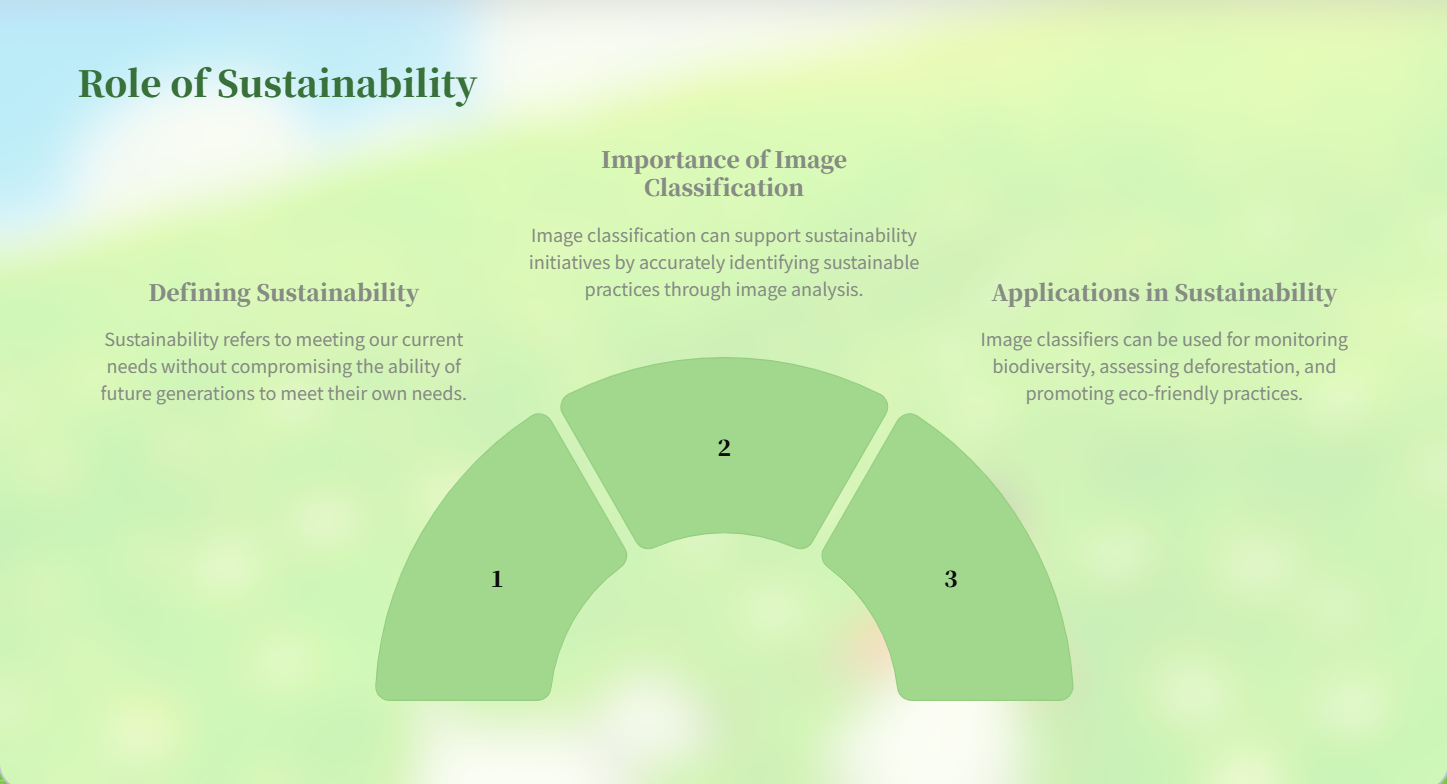 Role of Sustainability
Importance of Image
Classification
Image classification can support sustainability
initiatives by accurately identifying sustainable
practices through image analysis.
Defining Sustainability
Sustainability refers to meeting our current
needs without compromising the ability of
future generations to meet their own needs.
Applications in Sustainability
Image classifiers can be used for monitoring
biodiversity, assessing deforestation, and
promoting eco-friendly practices.
1
2
3